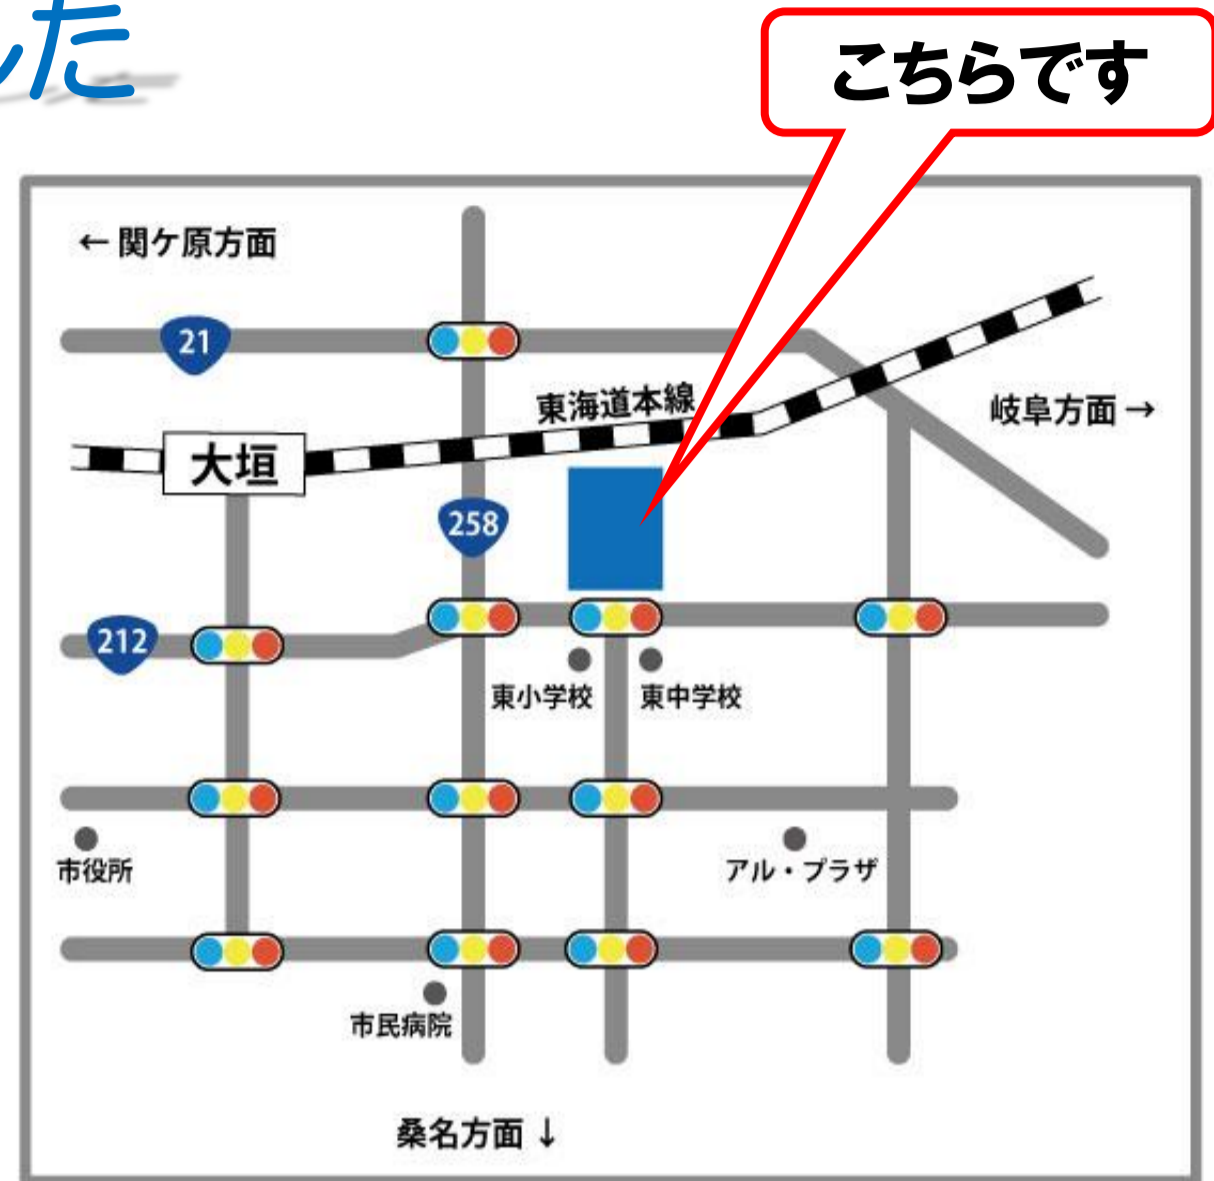 した
こちらです
← 関ケ原方面
21
東海道本線
岐阜方面 →
大垣
258
212
東小学校
東中学校
市役所
アル・プラザ
市民病院
桑名方面 ↓